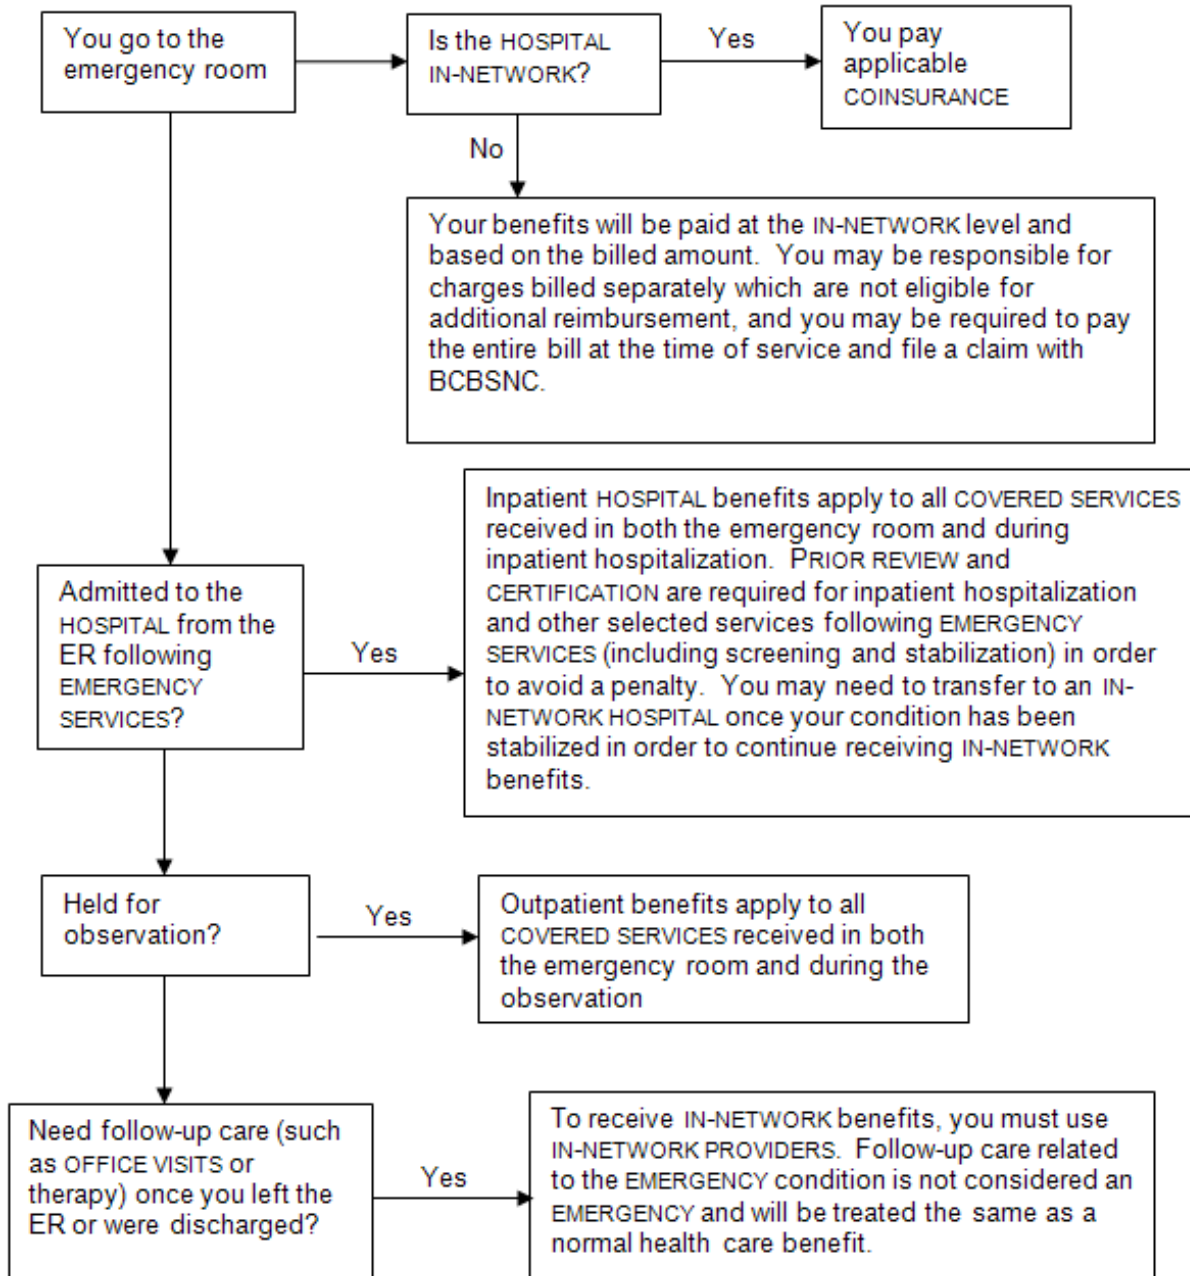 You go to the
emergency room
Is the HOSPITAL
IN-NETWORK?
Yes
You pay
applicable
COINSURANCE
No
Your benefits will be paid at the IN-NETWORK level and
based on the billed amount.  You may be responsible for
charges billed separately which are not eligible for
additional reimbursement, and you may be required to pay
the entire bill at the time of service and file a claim with
BCBSNC.
Admitted to the
HOSPITAL from the
ER following
EMERGENCY
SERVICES?
Yes
Inpatient HOSPITAL benefits apply to all COVERED SERVICES
received in both the emergency room and during
inpatient hospitalization.  PRIOR REVIEW and
CERTIFICATION are required for inpatient hospitalization
and other selected services following EMERGENCY
SERVICES (including screening and stabilization) in order
to avoid a penalty.  You may need to transfer to an IN-
NETWORK HOSPITAL once your condition has been
stabilized in order to continue receiving IN-NETWORK
benefits.
Held for
observation?
Yes
Outpatient benefits apply to all
COVERED SERVICES received in both
the emergency room and during the
observation
Need follow-up care (such
as OFFICE VISITS or
therapy) once you left the
ER or were discharged?
Yes
To receive IN-NETWORK benefits, you must use
IN-NETWORK PROVIDERS.  Follow-up care related
to the EMERGENCY condition is not considered an
EMERGENCY and will be treated the same as a
normal health care benefit.